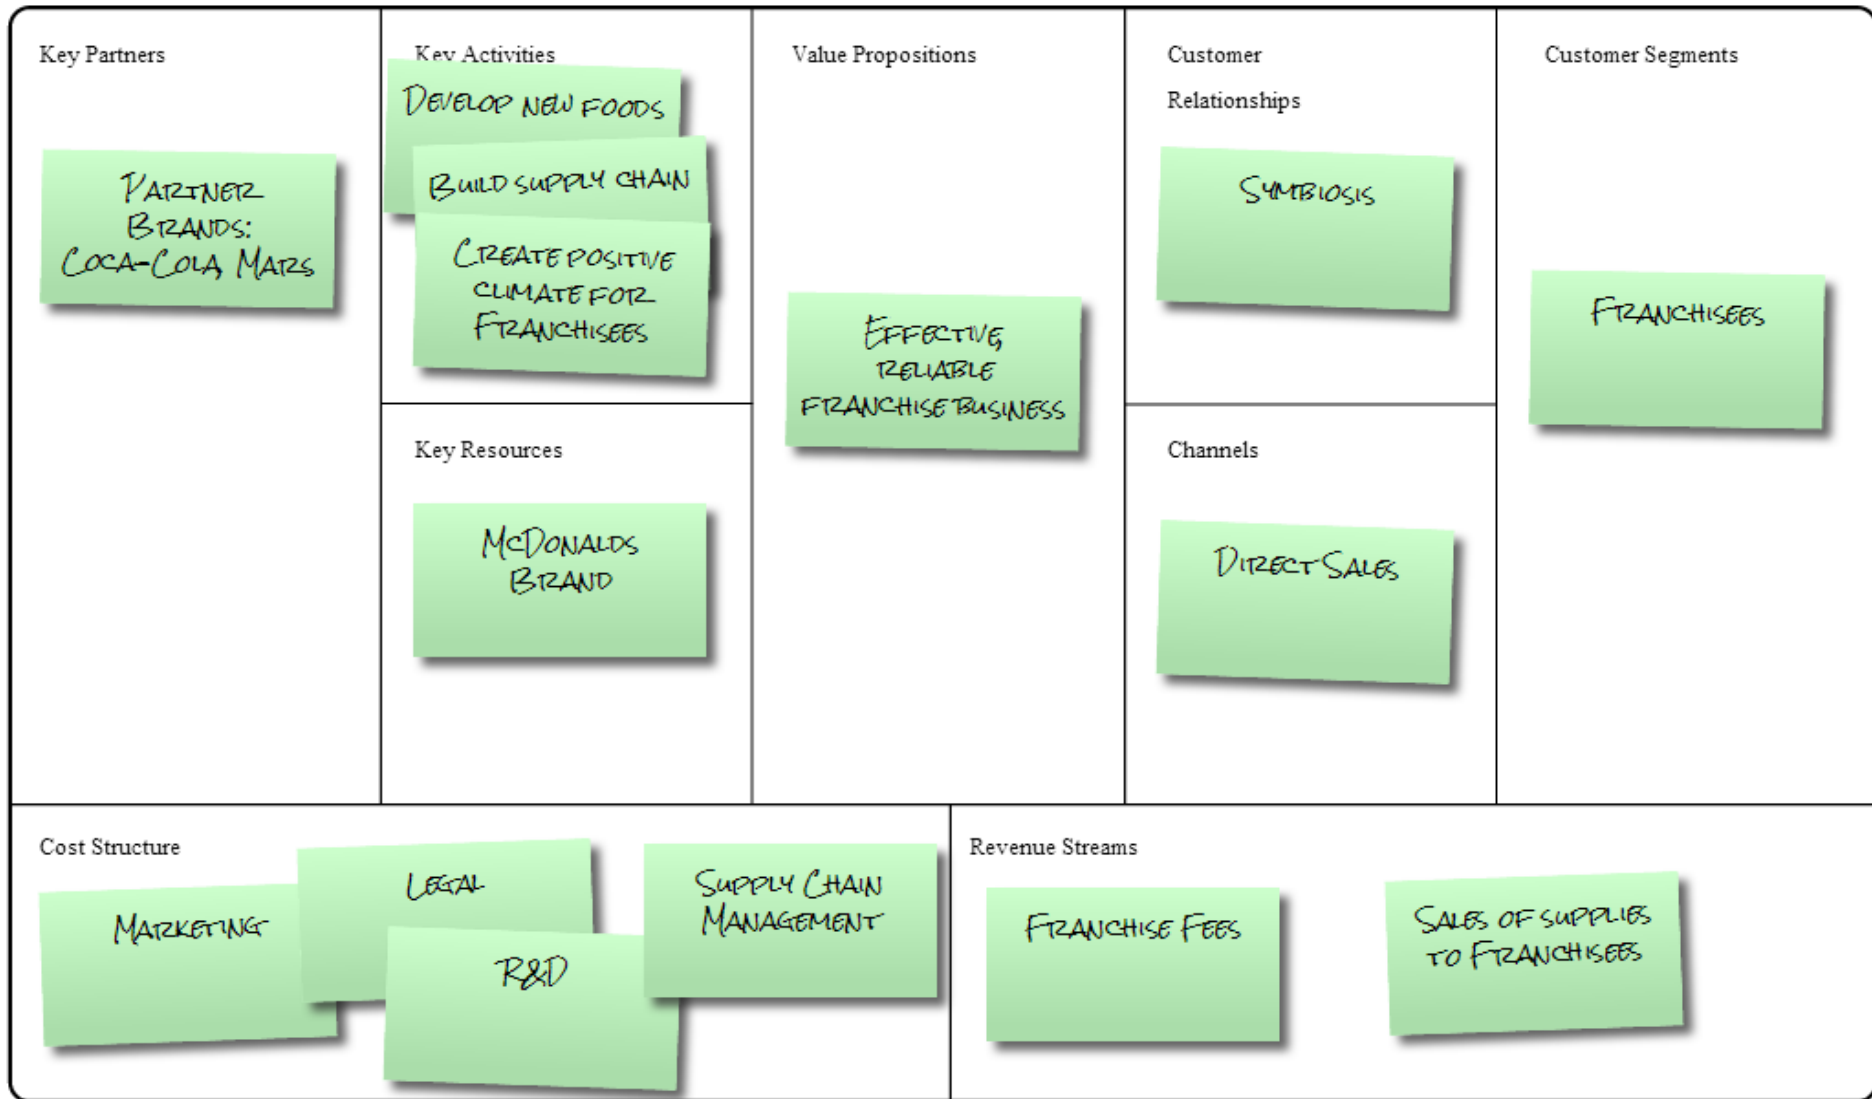 Key Partners
Partner
Brands:
Coca-Cola, Mars
Key Activities
Develop new foods
Build supply chain
Create positive
climate for
Franchisees
Key Resources
McDonalds
Brand
Value Propositions
Effective,
reliable
franchise business
Customer
Relationships
Symbiosis
Channels
Direct Sales
Customer Segments
Franchisees
Cost Structure
Marketing
Legal
R&D
Supply Chain
Management
Revenue Streams
Franchise Fees
Sales of supplies
to Franchisees